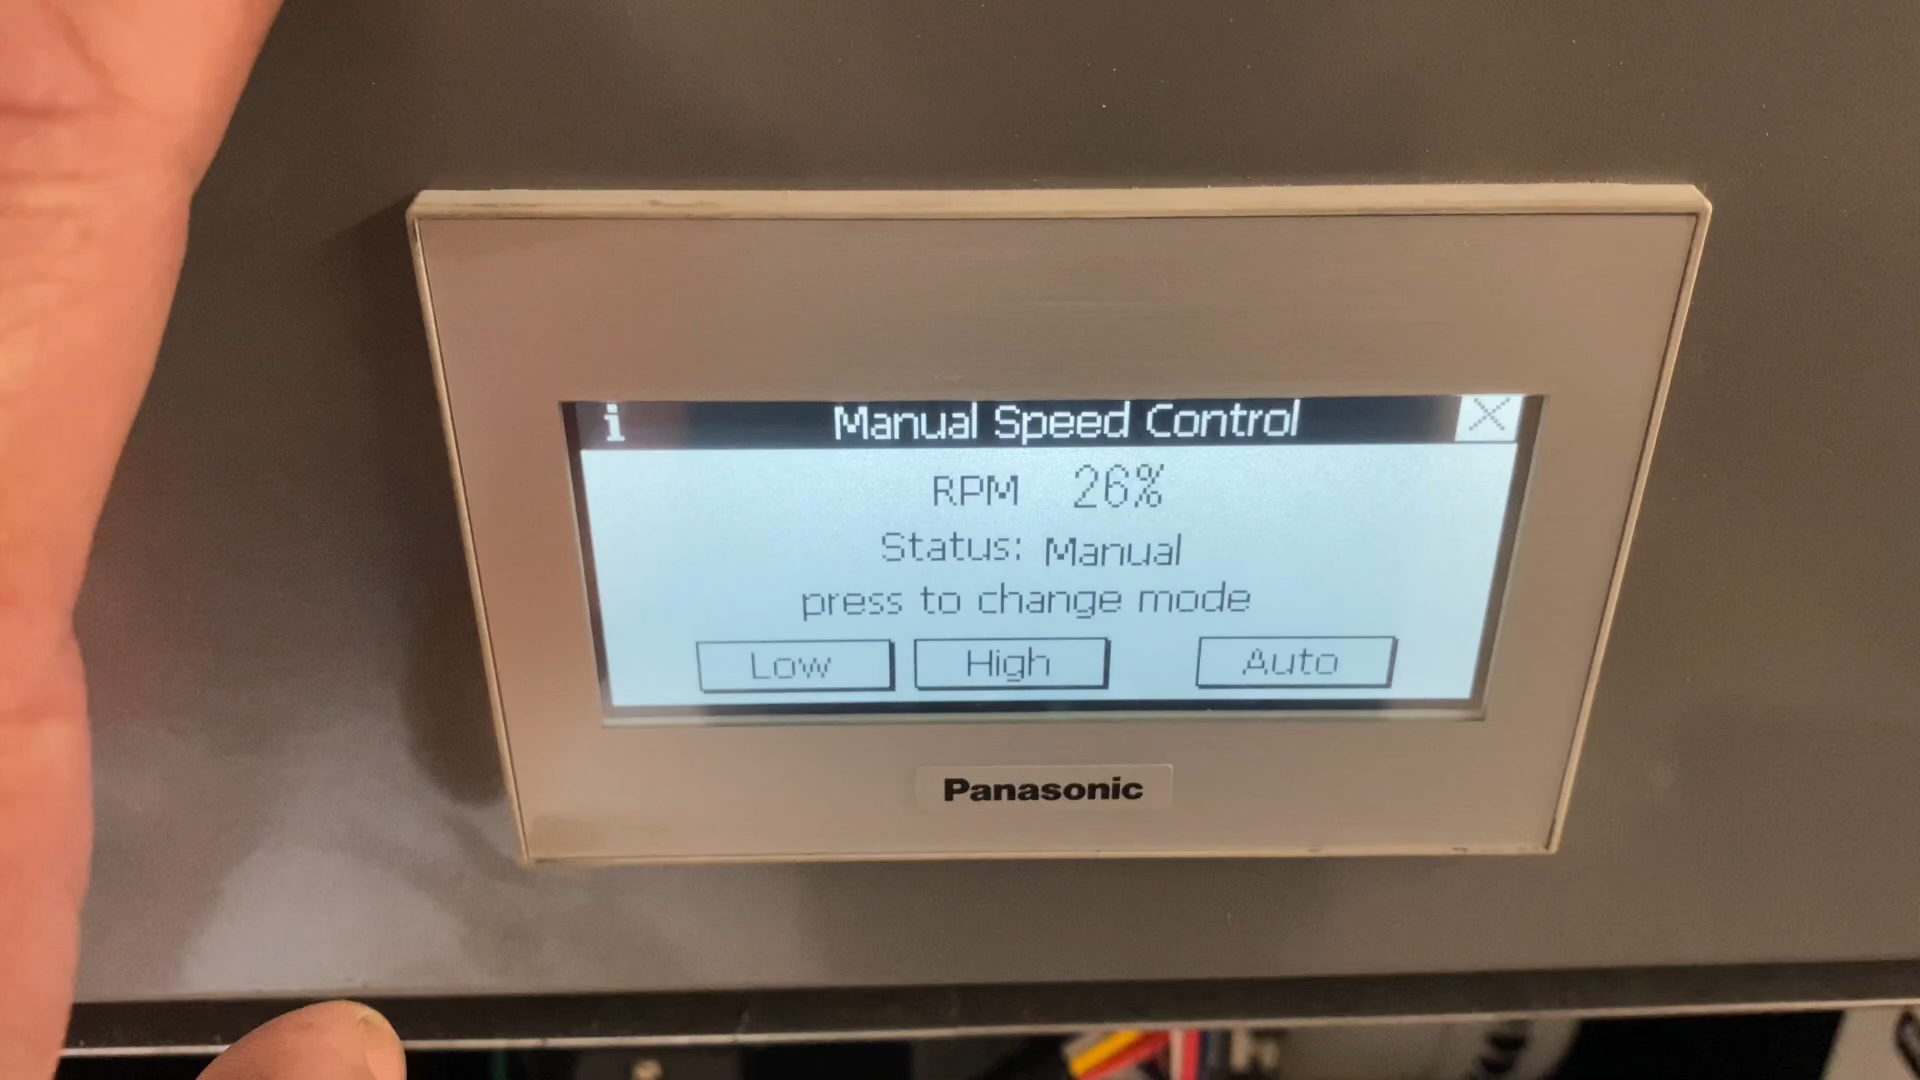 i Manual Speed Control X
RPM 26%
Status: Manual
press to change mode
Low High Auto
Panasonic